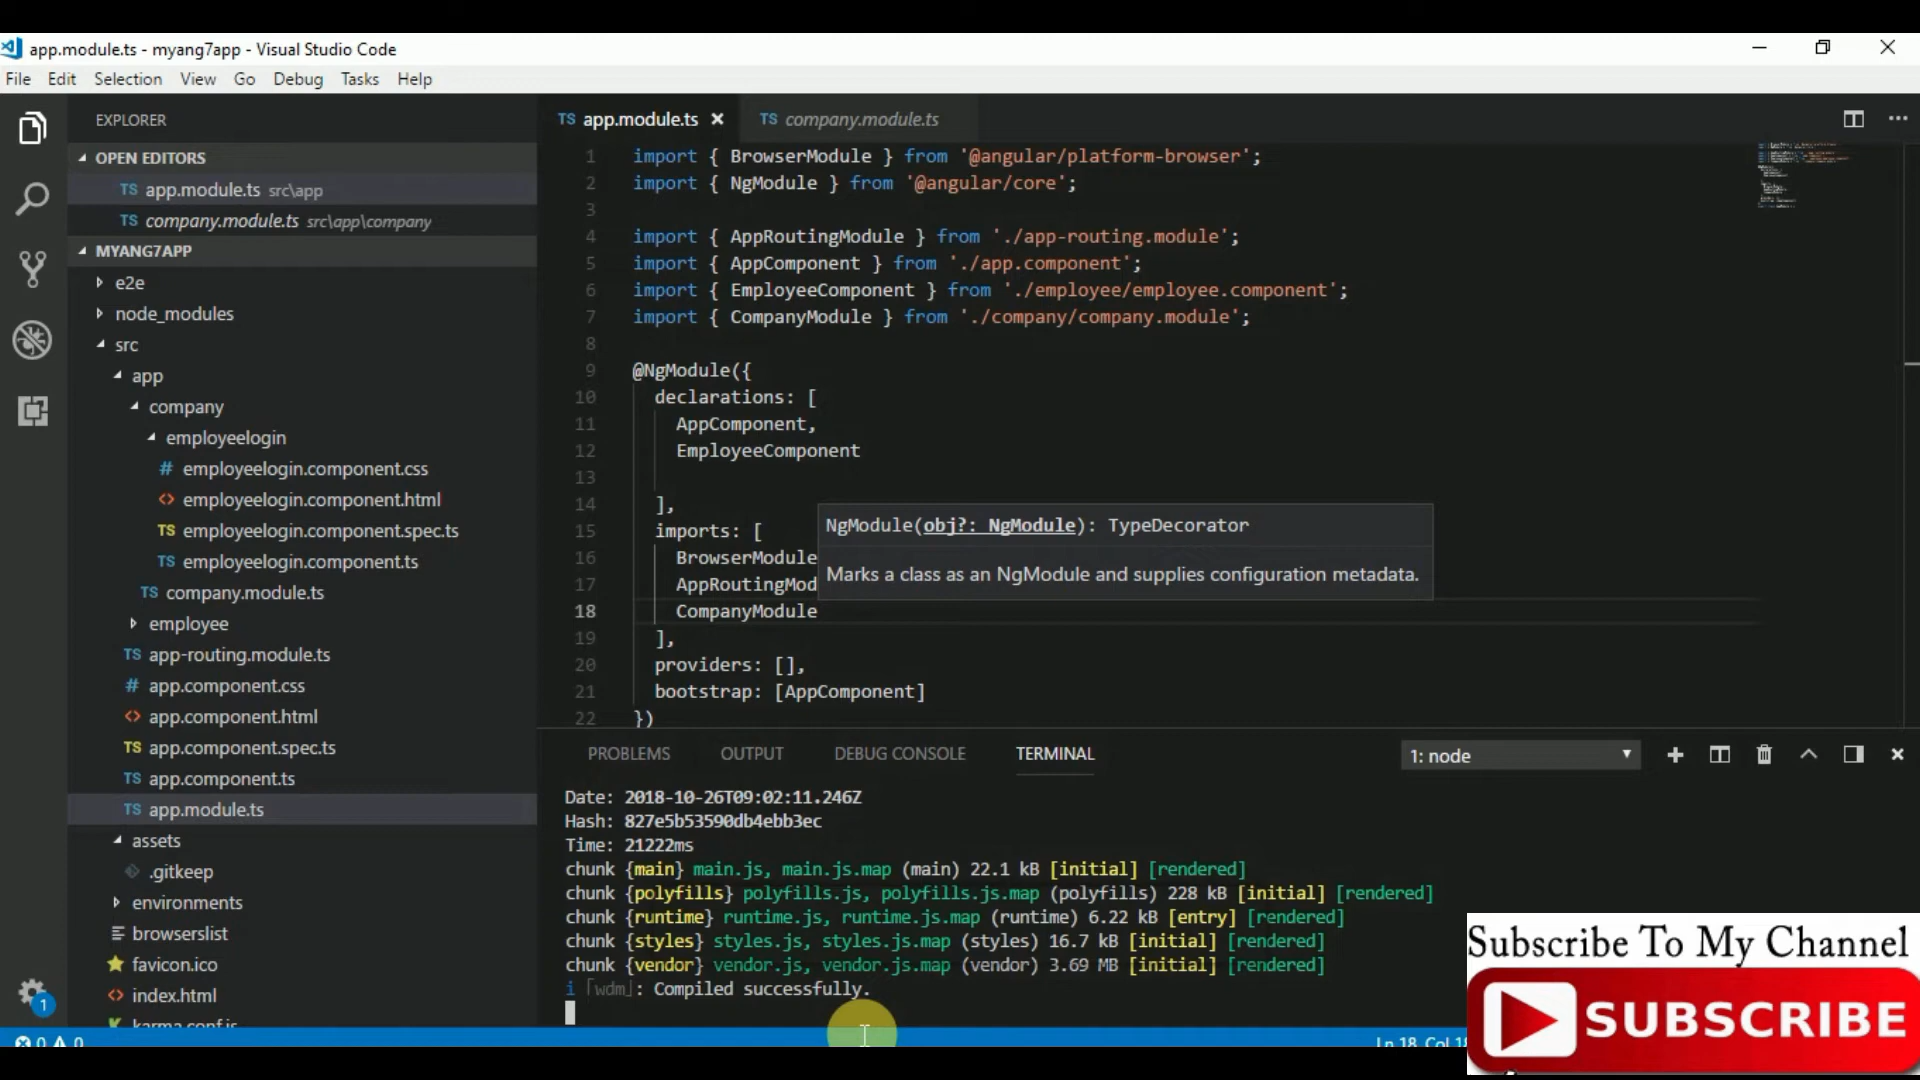 app.module.ts - myang7app - Visual Studio Code
File Edit Selection View Go Debug Tasks Help
EXPLORER
OPEN EDITORS
TS app.module.ts src\app
TS company.module.ts src\app\company
MYANG7APP
e2e
node_modules
src
app
company
employeelogin
# employeelogin.component.css
<> employeelogin.component.html
TS employeelogin.component.spec.ts
TS employeelogin.component.ts
TS company.module.ts
employee
TS app-routing.module.ts
# app.component.css
<> app.component.html
TS app.component.spec.ts
TS app.component.ts
TS app.module.ts
assets
.gitkeep
environments
browserslist
favicon.ico
<> index.html
karma.conf.js
1
TS app.module.ts × TS company.module.ts
1 import { BrowserModule } from '@angular/platform-browser';
2 import { NgModule } from '@angular/core';
3
4 import { AppRoutingModule } from './app-routing.module';
5 import { AppComponent } from './app.component';
6 import { EmployeeComponent } from './employee/employee.component';
7 import { CompanyModule } from './company/company.module';
8
9 @NgModule({
10 declarations: [
11 AppComponent,
12 EmployeeComponent
13
14 ],
15 imports: [
16 BrowserModule
17 AppRoutingMod
18 CompanyModule
19 ],
20 providers: [],
21 bootstrap: [AppComponent]
22 })
NgModule(obj?: NgModule): TypeDecorator
Marks a class as an NgModule and supplies configuration metadata.
PROBLEMS OUTPUT DEBUG CONSOLE TERMINAL 1: node
Date: 2018-10-26T09:02:11.246Z
Hash: 827e5b53590db4ebb3ec
Time: 21222ms
chunk {main} main.js, main.js.map (main) 22.1 kB [initial] [rendered]
chunk {polyfills} polyfills.js, polyfills.js.map (polyfills) 228 kB [initial] [rendered]
chunk {runtime} runtime.js, runtime.js.map (runtime) 6.22 kB [entry] [rendered]
chunk {styles} styles.js, styles.js.map (styles) 16.7 kB [initial] [rendered]
chunk {vendor} vendor.js, vendor.js.map (vendor) 3.69 MB [initial] [rendered]
i ｢wdm｣: Compiled successfully.
0 0 Ln 18, Col
Subscribe To My Channel
SUBSCRIBE